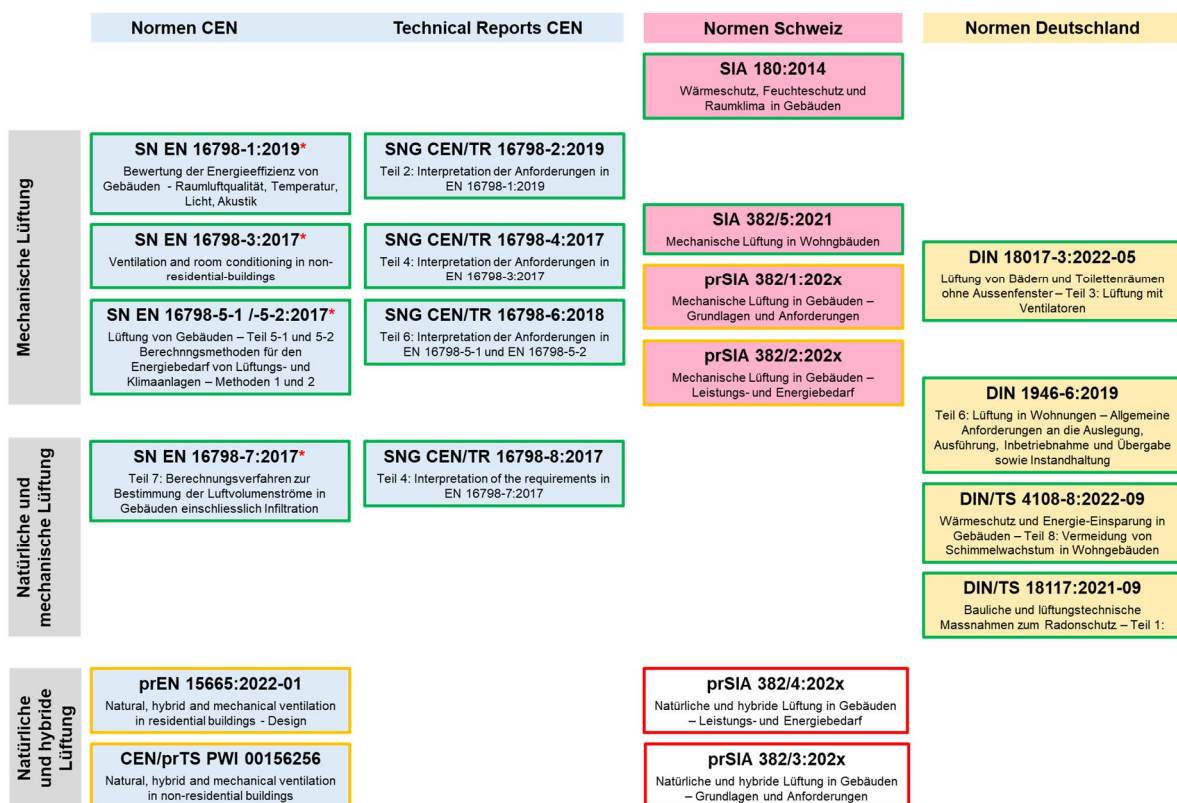 Normen CEN
Technical Reports CEN
Normen Schweiz
Normen Deutschland
SIA 180:2014
Wärmeschutz, Feuchteschutz und
Raumklima in Gebäuden
Mechanische Lüftung
SN EN 16798-1:2019*
Bewertung der Energieeffizienz von
Gebäuden - Raumluftqualität, Temperatur,
Licht, Akustik
SNG CEN/TR 16798-2:2019
Teil 2: Interpretation der Anforderungen in
EN 16798-1:2019
SN EN 16798-3:2017*
Ventilation and room conditioning in non-
residential-buildings
SNG CEN/TR 16798-4:2017
Teil 4: Interpretation der Anforderungen in
EN 16798-3:2017
SN EN 16798-5-1 /-5-2:2017*
Lüftung von Gebäuden – Teil 5-1 und 5-2
Berechnngsmethoden für den
Energiebedarf von Lüftungs- und
Klimaanlagen – Methoden 1 und 2
SNG CEN/TR 16798-6:2018
Teil 6: Interpretation der Anforderungen in
EN 16798-5-1 und EN 16798-5-2
SIA 382/5:2021
Mechanische Lüftung in Wohngbäuden
prSIA 382/1:202x
Mechanische Lüftung in Gebäuden –
Grundlagen und Anforderungen
prSIA 382/2:202x
Mechanische Lüftung in Gebäuden –
Leistungs- und Energiebedarf
DIN 18017-3:2022-05
Lüftung von Bädern und Toilettenräumen
ohne Aussenfenster – Teil 3: Lüftung mit
Ventilatoren
DIN 1946-6:2019
Teil 6: Lüftung in Wohnungen – Allgemeine
Anforderungen an die Auslegung,
Ausführung, Inbetriebnahme und Übergabe
sowie Instandhaltung
Natürliche und
mechanische Lüftung
SN EN 16798-7:2017*
Teil 7: Berechnungsverfahren zur
Bestimmung der Luftvolumenströme in
Gebäuden einschliesslich Infiltration
SNG CEN/TR 16798-8:2017
Teil 4: Interpretation of the requirements in
EN 16798-7:2017
DIN/TS 4108-8:2022-09
Wärmeschutz und Energie-Einsparung in
Gebäuden – Teil 8: Vermeidung von
Schimmelwachstum in Wohngebäuden
DIN/TS 18117:2021-09
Bauliche und lüftungstechnische
Massnahmen zum Radonschutz – Teil 1:
Natürliche
und hybride
Lüftung
prEN 15665:2022-01
Natural, hybrid and mechanical ventilation
in residential buildings - Design
CEN/prTS PWI 00156256
Natural, hybrid and mechanical ventilation
in non-residential buildings
prSIA 382/4:202x
Natürliche und hybride Lüftung in Gebäuden
– Leistungs- und Energiebedarf
prSIA 382/3:202x
Natürliche und hybride Lüftung in Gebäuden
– Grundlagen und Anforderungen